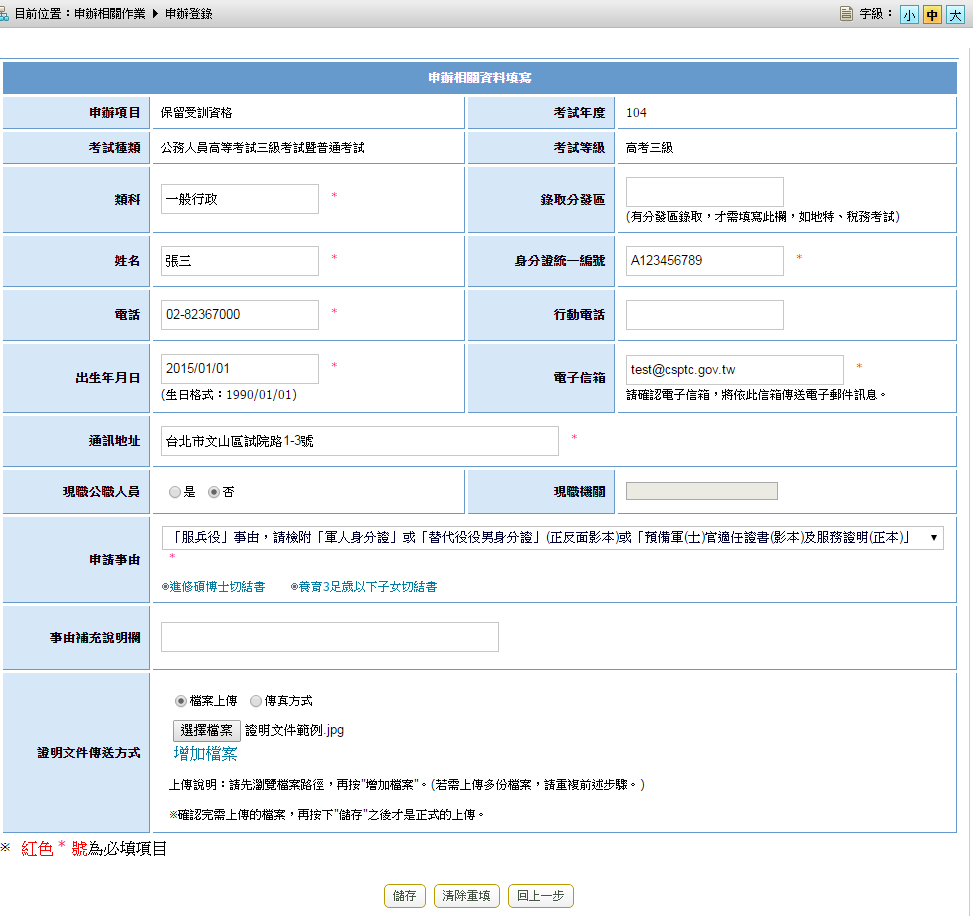 目前位置：申辦相關作業 ▶ 申辦登錄 字級： 小 中 大
申辦相關資料填寫
申辦項目 保留受訓資格 考試年度 104
考試種類 公務人員高等考試三級考試暨普通考試 考試等級 高考三級
類科 一般行政 * 錄取分發區
(有分發區錄取，才需填寫此欄，如地特、稅務考試)
姓名 張三 * 身分證統一編號 A123456789 *
電話 02-82367000 * 行動電話
出生年月日 2015/01/01 * 電子信箱 test@csptc.gov.tw *
(生日格式：1990/01/01) 請確認電子信箱，將依此信箱傳送電子郵件訊息。
通訊地址 台北市文山區試院路1-3號 *
現職公職人員 是 否 現職機關
申請事由 「服兵役」事由，請檢附「軍人身分證」或「替代役役男身分證」(正反面影本)或「預備軍(士)官適任證書(影本)及服務證明(正本)」 ▼
*
◉進修碩博士切結書 ◉養育3足歲以下子女切結書
事由補充說明欄
證明文件傳送方式 檔案上傳 傳真方式
選擇檔案 證明文件範例.jpg
增加檔案
上傳說明：請先瀏覽檔案路徑，再按"增加檔案"。(若需上傳多份檔案，請重複前述步驟。)
※確認完需上傳的檔案，再按下"儲存"之後才是正式的上傳。
※ 紅色 * 號為必填項目
儲存 清除重填 回上一步